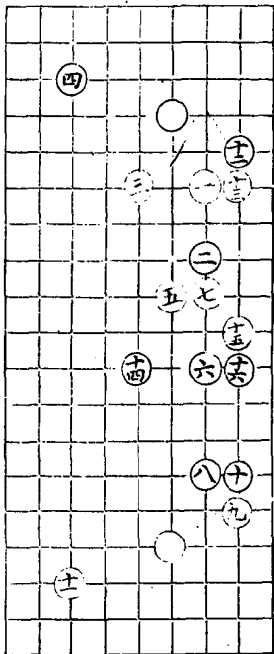 四
十二
三 一 十三
二
五 七
十五
十四 六 十六
八 十
九
十一